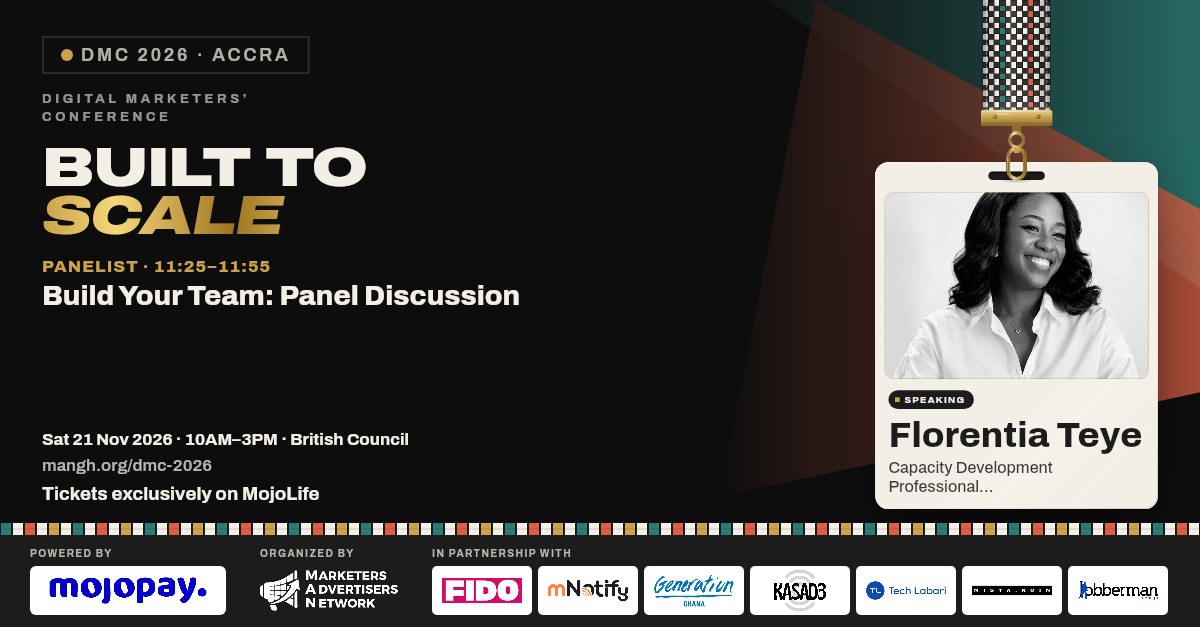 DMC 2026 · ACCRA
DIGITAL MARKETERS’
CONFERENCE
BUILT TO
SCALE
PANELIST · 11:25–11:55
Build Your Team: Panel Discussion
Sat 21 Nov 2026 · 10AM–3PM · British Council
mangh.org/dmc-2026
Tickets exclusively on MojoLife
SPEAKING
Florentia Teye
Capacity Development
Professional...
POWERED BY
mojopay.
ORGANIZED BY
MARKETERS
ADVERTISERS
NETWORK
IN PARTNERSHIP WITH
FIDO
mNotify
Generation
GHANA
KASAD3
TL Tech Labari
Jobberman